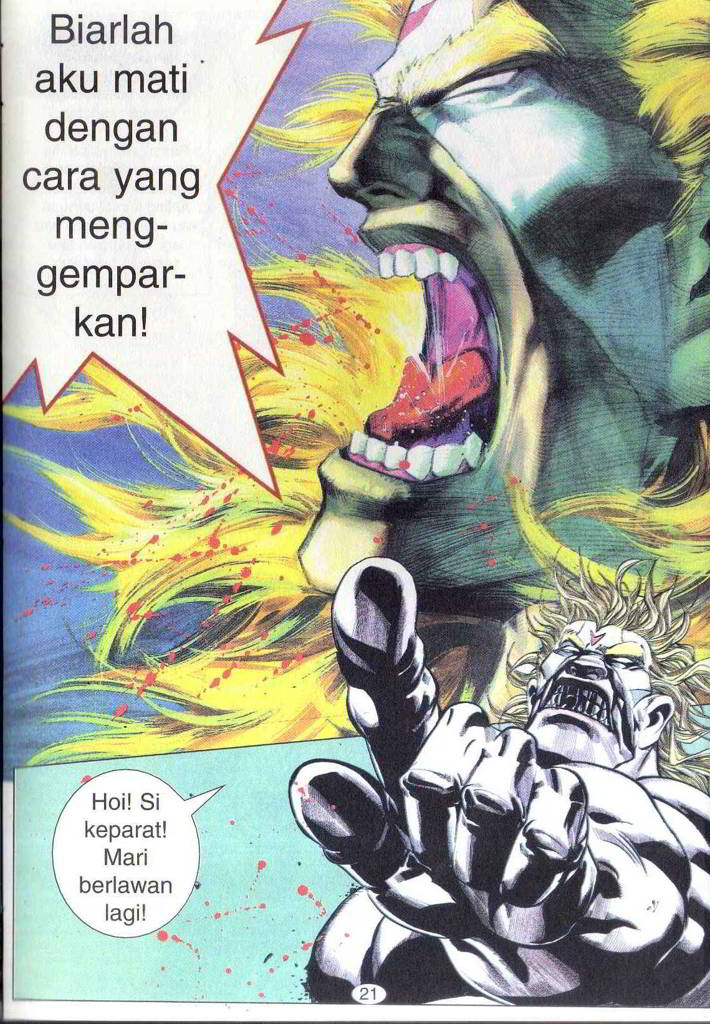 Biarlah
aku mati
dengan
cara yang
meng-
gempar-
kan!
Hoi! Si
keparat!
Mari
berlawan
lagi!
21